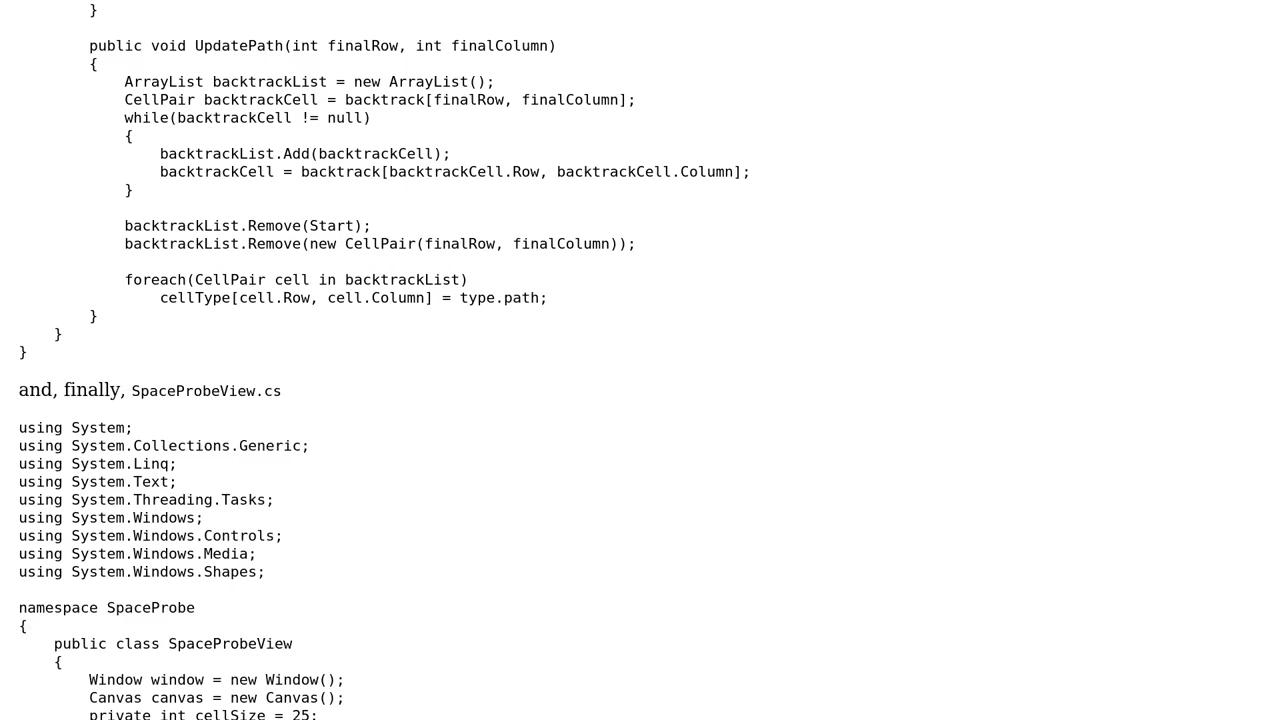 }

        public void UpdatePath(int finalRow, int finalColumn)
        {
            ArrayList backtrackList = new ArrayList();
            CellPair backtrackCell = backtrack[finalRow, finalColumn];
            while(backtrackCell != null)
            {
                backtrackList.Add(backtrackCell);
                backtrackCell = backtrack[backtrackCell.Row, backtrackCell.Column];
            }

            backtrackList.Remove(Start);
            backtrackList.Remove(new CellPair(finalRow, finalColumn));

            foreach(CellPair cell in backtrackList)
                cellType[cell.Row, cell.Column] = type.path;
        }
    }
}

and, finally, SpaceProbeView.cs

using System;
using System.Collections.Generic;
using System.Linq;
using System.Text;
using System.Threading.Tasks;
using System.Windows;
using System.Windows.Controls;
using System.Windows.Media;
using System.Windows.Shapes;

namespace SpaceProbe
{
    public class SpaceProbeView
    {
        Window window = new Window();
        Canvas canvas = new Canvas();
        private int cellSize = 25;